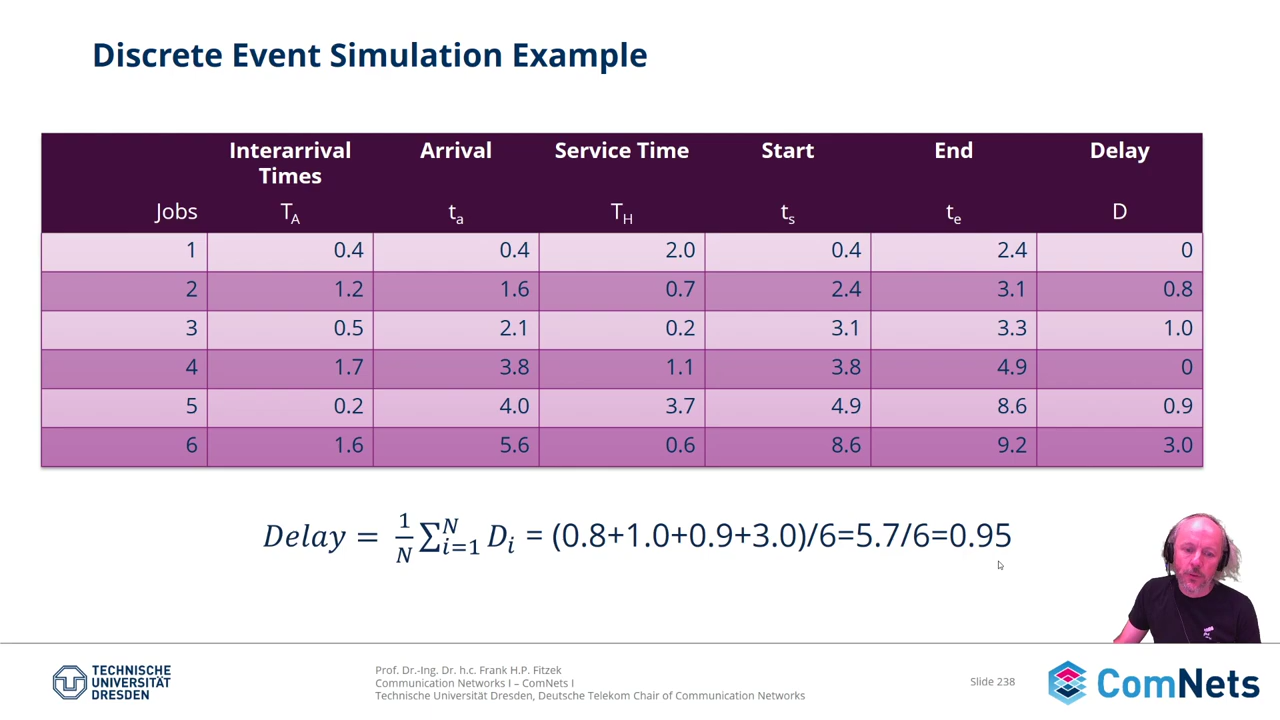 Discrete Event Simulation Example
Interarrival Times Arrival Service Time Start End Delay
Jobs T_A t_a T_H t_s t_e D
1 0.4 0.4 2.0 0.4 2.4 0
2 1.2 1.6 0.7 2.4 3.1 0.8
3 0.5 2.1 0.2 3.1 3.3 1.0
4 1.7 3.8 1.1 3.8 4.9 0
5 0.2 4.0 3.7 4.9 8.6 0.9
6 1.6 5.6 0.6 8.6 9.2 3.0
Delay = 1/N ∑_{i=1}^{N} D_i = (0.8+1.0+0.9+3.0)/6=5.7/6=0.95
TECHNISCHE
UNIVERSITÄT
DRESDEN
Prof. Dr.-Ing. Dr. h.c. Frank H.P. Fitzek
Communication Networks I – ComNets I
Technische Universität Dresden, Deutsche Telekom Chair of Communication Networks
Slide 238
ComNets